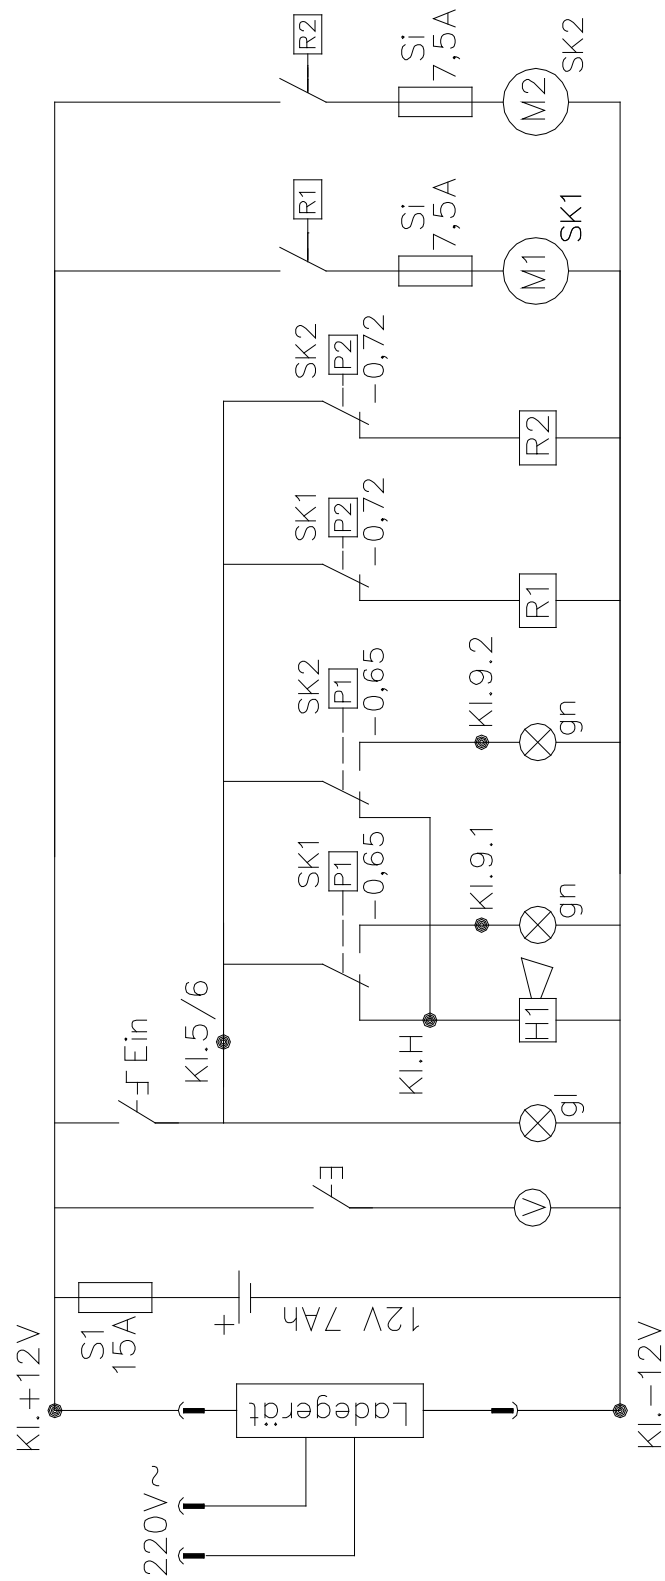 Kl.+12V
220V~
Ladegerät
Kl.−12V
S1
15A
+
12V 7Ah
E
V
Ein
gl
Kl.5/6
Kl.H
H1
SK1
P1
−0,65
Kl.9.1
gn
SK2
P1
−0,65
Kl.9.2
gn
SK1
P2
−0,72
R1
SK2
P2
−0,72
R2
R1
Si
7,5A
M1
SK1
R2
Si
7,5A
M2
SK2